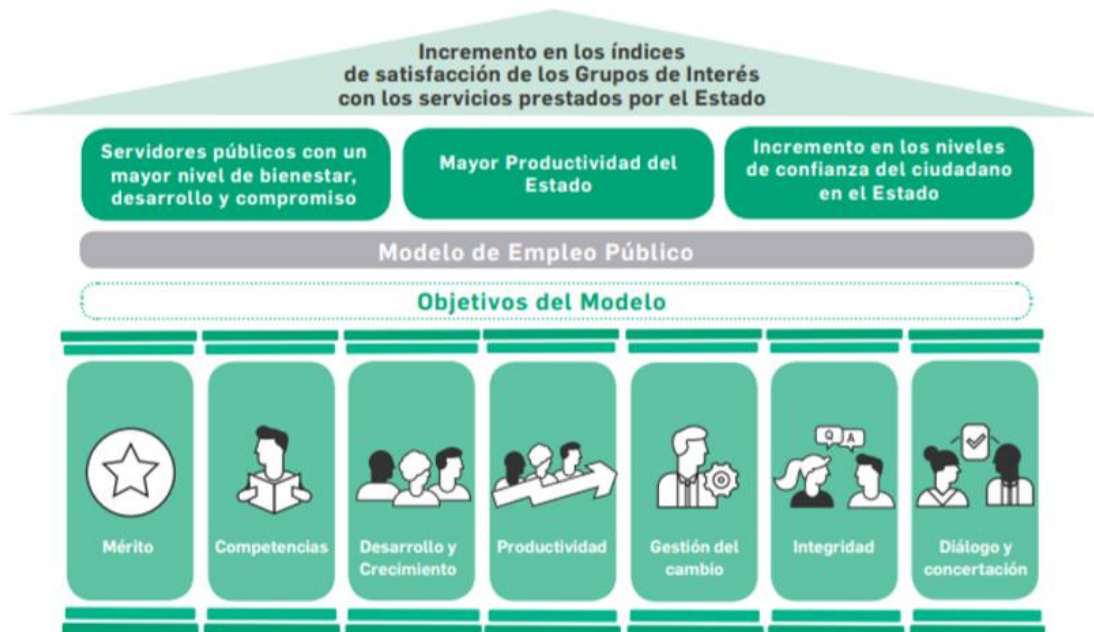 Incremento en los índices
de satisfacción de los Grupos de Interés
con los servicios prestados por el Estado
Servidores públicos con un
mayor nivel de bienestar,
desarrollo y compromiso
Mayor Productividad del
Estado
Incremento en los niveles
de confianza del ciudadano
en el Estado
Modelo de Empleo Público
Objetivos del Modelo
Q A
Mérito
Competencias
Desarrollo y
Crecimiento
Productividad
Gestión del
cambio
Integridad
Diálogo y
concertación